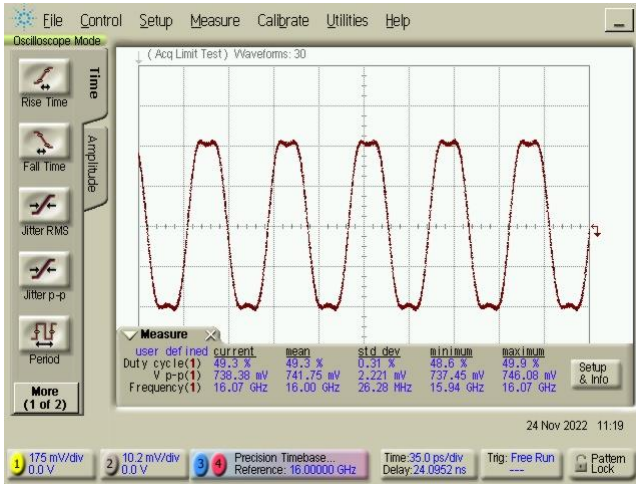 File Control Setup Measure Calibrate Utilities Help
Oscilloscope Mode
( Acq Limit Test ) Waveforms: 30
Time
Amplitude
Rise Time
Fall Time
Jitter RMS
Jitter p-p
Period
More
(1 of 2)
Measure
user defined current mean std dev minimum maximum
Duty cycle(1) 49.3 % 49.3 % 0.31 % 48.6 % 49.9 %
V p-p(1) 738.38 mV 741.75 mV 2.221 mV 737.45 mV 746.08 mV
Frequency(1) 16.07 GHz 16.00 GHz 26.28 MHz 15.94 GHz 16.07 GHz
Setup
& Info
24 Nov 2022 11:19
1 175 mV/div
0.0 V
2 10.2 mV/div
0.0 V
3 4 Precision Timebase...
Reference: 16.00000 GHz
Time:35.0 ps/div
Delay:24.0952 ns
Trig: Free Run
---
Pattern
Lock